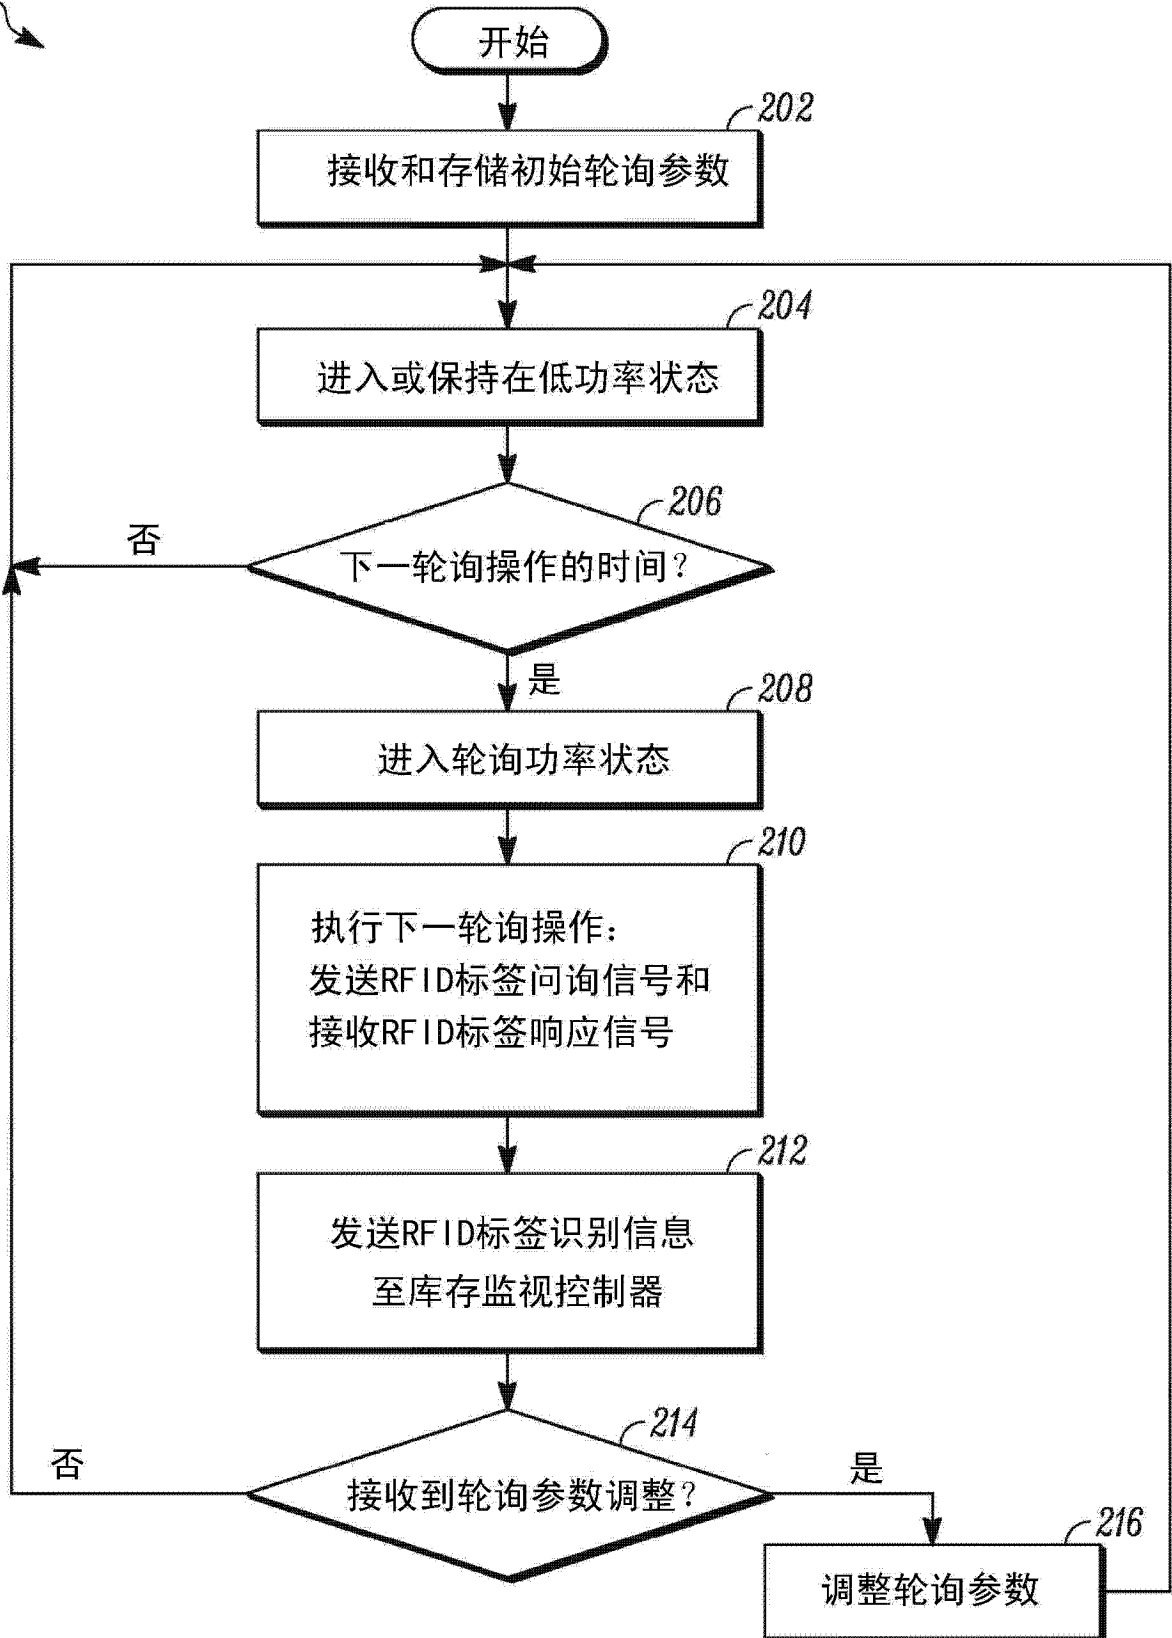 开始
202
接收和存储初始轮询参数
204
进入或保持在低功率状态
206
否
下一轮询操作的时间？
是
208
进入轮询功率状态
210
执行下一轮询操作：
发送RFID标签问询信号和
接收RFID标签响应信号
212
发送RFID标签识别信息
至库存监视控制器
214
否
接收到轮询参数调整？
是
216
调整轮询参数